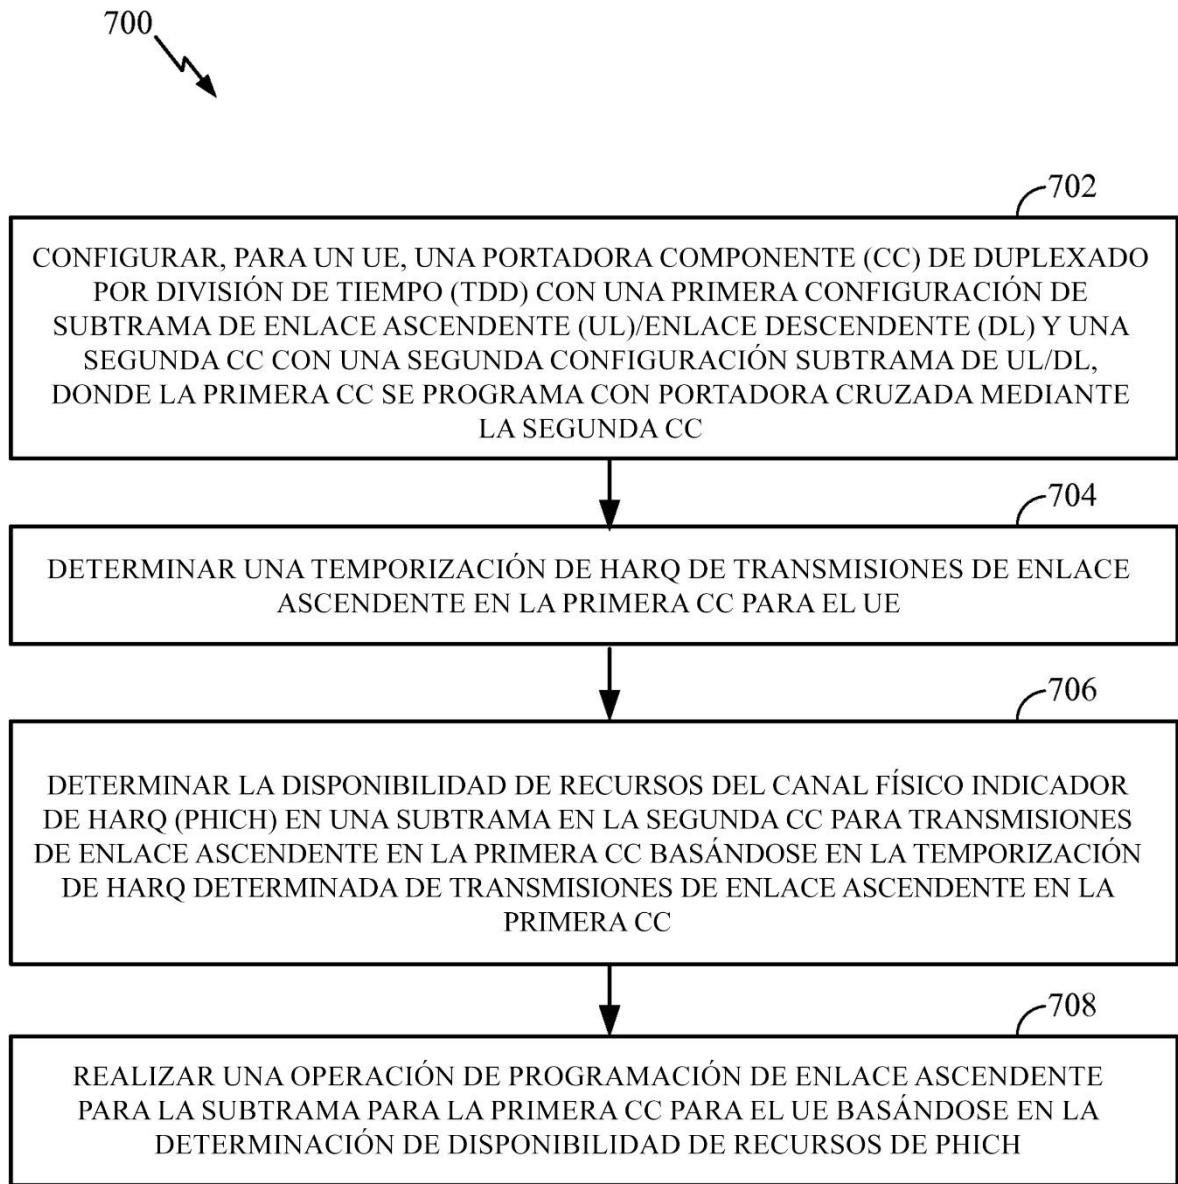 700
702
CONFIGURAR, PARA UN UE, UNA PORTADORA COMPONENTE (CC) DE DUPLEXADO
POR DIVISIÓN DE TIEMPO (TDD) CON UNA PRIMERA CONFIGURACIÓN DE
SUBTRAMA DE ENLACE ASCENDENTE (UL)/ENLACE DESCENDENTE (DL) Y UNA
SEGUNDA CC CON UNA SEGUNDA CONFIGURACIÓN SUBTRAMA DE UL/DL,
DONDE LA PRIMERA CC SE PROGRAMA CON PORTADORA CRUZADA MEDIANTE
LA SEGUNDA CC
704
DETERMINAR UNA TEMPORIZACIÓN DE HARQ DE TRANSMISIONES DE ENLACE
ASCENDENTE EN LA PRIMERA CC PARA EL UE
706
DETERMINAR LA DISPONIBILIDAD DE RECURSOS DEL CANAL FÍSICO INDICADOR
DE HARQ (PHICH) EN UNA SUBTRAMA EN LA SEGUNDA CC PARA TRANSMISIONES
DE ENLACE ASCENDENTE EN LA PRIMERA CC BASÁNDOSE EN LA TEMPORIZACIÓN
DE HARQ DETERMINADA DE TRANSMISIONES DE ENLACE ASCENDENTE EN LA
PRIMERA CC
708
REALIZAR UNA OPERACIÓN DE PROGRAMACIÓN DE ENLACE ASCENDENTE
PARA LA SUBTRAMA PARA LA PRIMERA CC PARA EL UE BASÁNDOSE EN LA
DETERMINACIÓN DE DISPONIBILIDAD DE RECURSOS DE PHICH